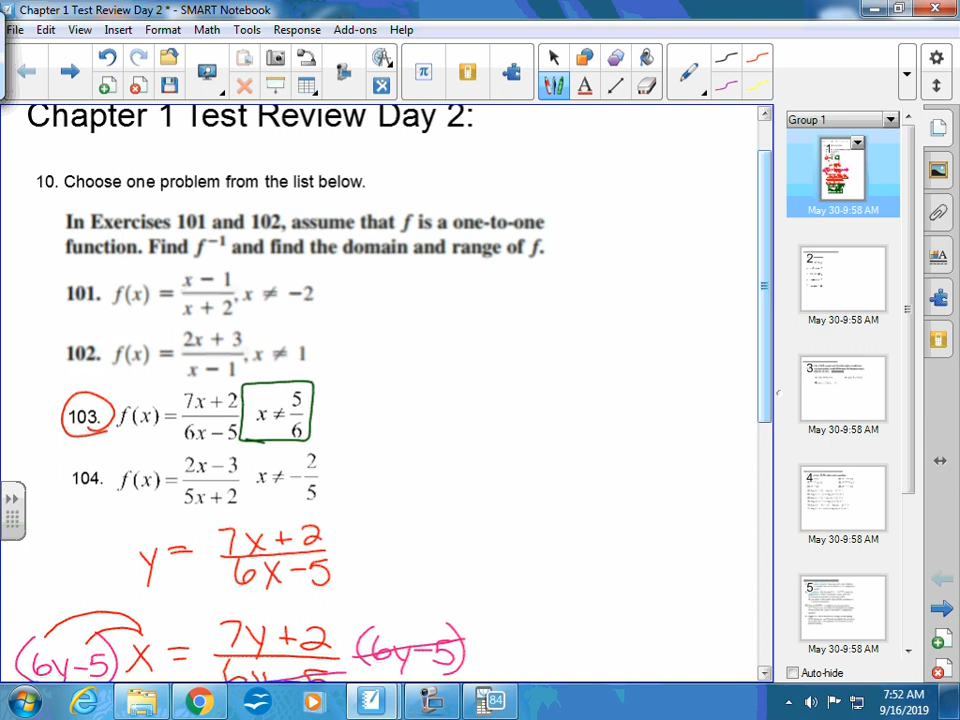 Chapter 1 Test Review Day 2 * - SMART Notebook
File Edit View Insert Format Math Tools Response Add-ons Help
Chapter 1 Test Review Day 2:
10. Choose one problem from the list below.
In Exercises 101 and 102, assume that f is a one-to-one
function. Find f⁻¹ and find the domain and range of f.
101. f(x) = (x − 1)/(x + 2), x ≠ −2
102. f(x) = (2x + 3)/(x − 1), x ≠ 1
103. f(x) = (7x + 2)/(6x − 5) x ≠ 5/6
104. f(x) = (2x − 3)/(5x + 2) x ≠ −2/5
y = (7x + 2)/(6x − 5)
(6y−5) x = (7y + 2)/(6y − 5) (6y−5)
Group 1
1
May 30-9:58 AM
2
May 30-9:58 AM
3
May 30-9:58 AM
4
May 30-9:58 AM
5
May 30-9:58 AM
Auto-hide
84
7:52 AM
9/16/2019